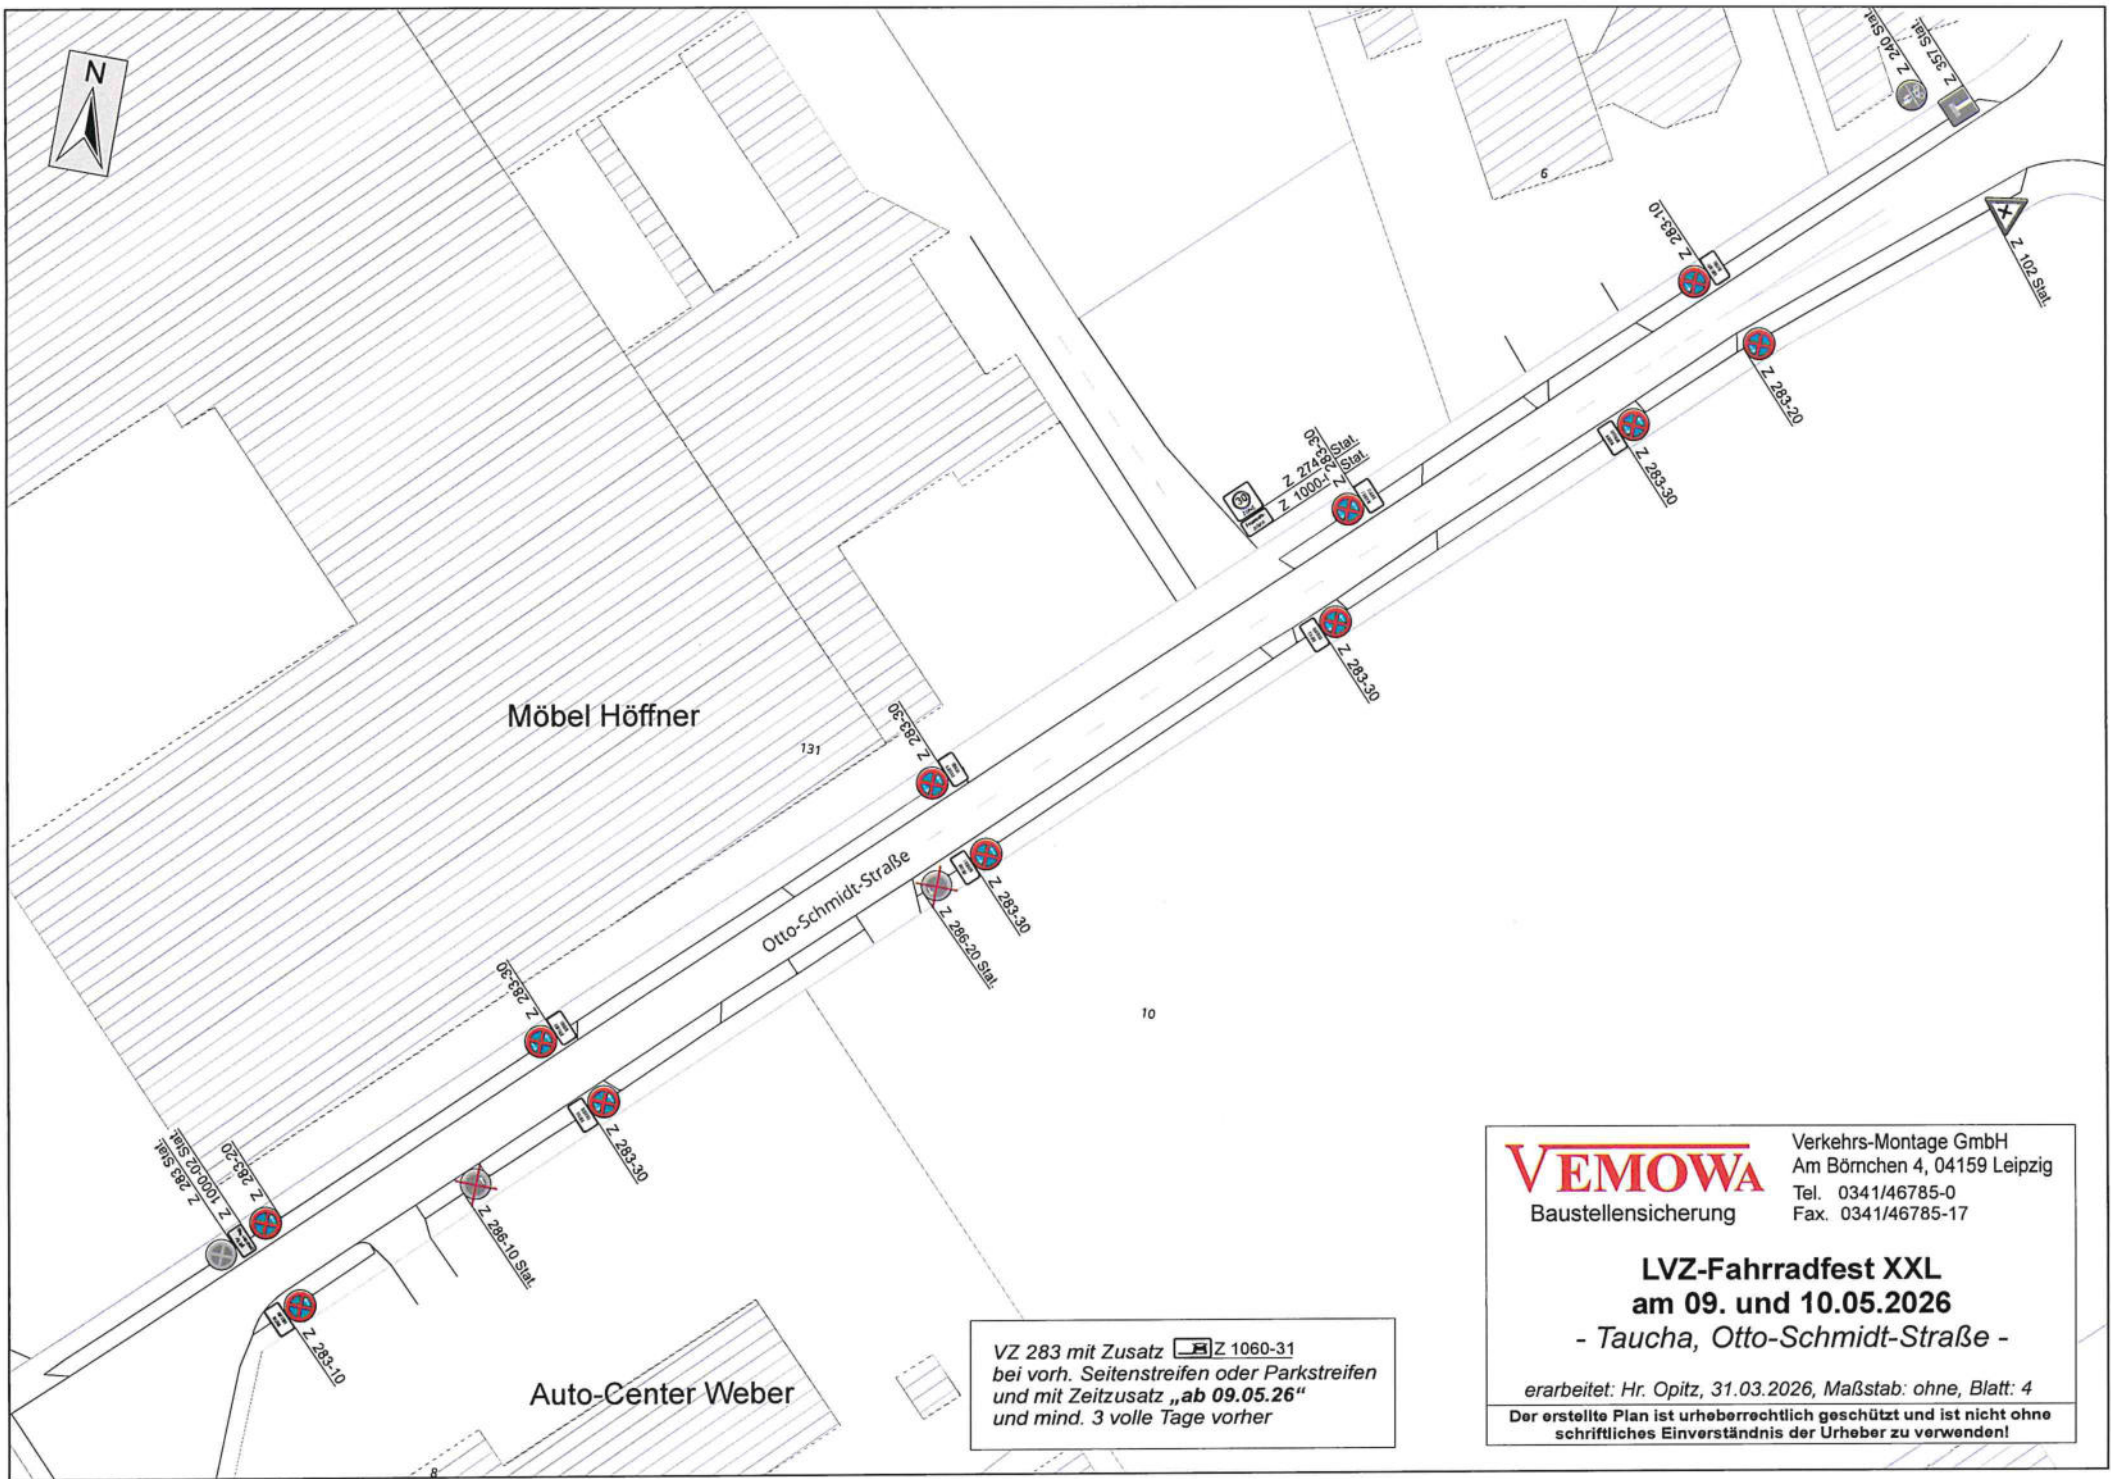 N
Z 240 Stat.
Z 357 Stat.
6
Z 283-10
Z 102 Stat.
Z 283-20
Z 283-30
Z 274
Stat.
Z 1000-
Stat.
30
Z 283-30
Z 283-30
Möbel Höffner
131
Z 283-30
Otto-Schmidt-Straße
Z 283-30
Z 286-20 Stat.
10
Z 283-30
Z 283-30
Z 286-10 Stat.
Z 283 Stat.
Z 1000-02 Stat.
Z 283-20
Z 283-10
Auto-Center Weber
8
VZ 283 mit Zusatz Z 1060-31
bei vorh. Seitenstreifen oder Parkstreifen
und mit Zeitzusatz „ab 09.05.26“
und mind. 3 volle Tage vorher
VEMOWA
Baustellensicherung
Verkehrs-Montage GmbH
Am Börnchen 4, 04159 Leipzig
Tel. 0341/46785-0
Fax. 0341/46785-17
LVZ-Fahrradfest XXL
am 09. und 10.05.2026
- Taucha, Otto-Schmidt-Straße -
erarbeitet: Hr. Opitz, 31.03.2026, Maßstab: ohne, Blatt: 4
Der erstellte Plan ist urheberrechtlich geschützt und ist nicht ohne
schriftliches Einverständnis der Urheber zu verwenden!